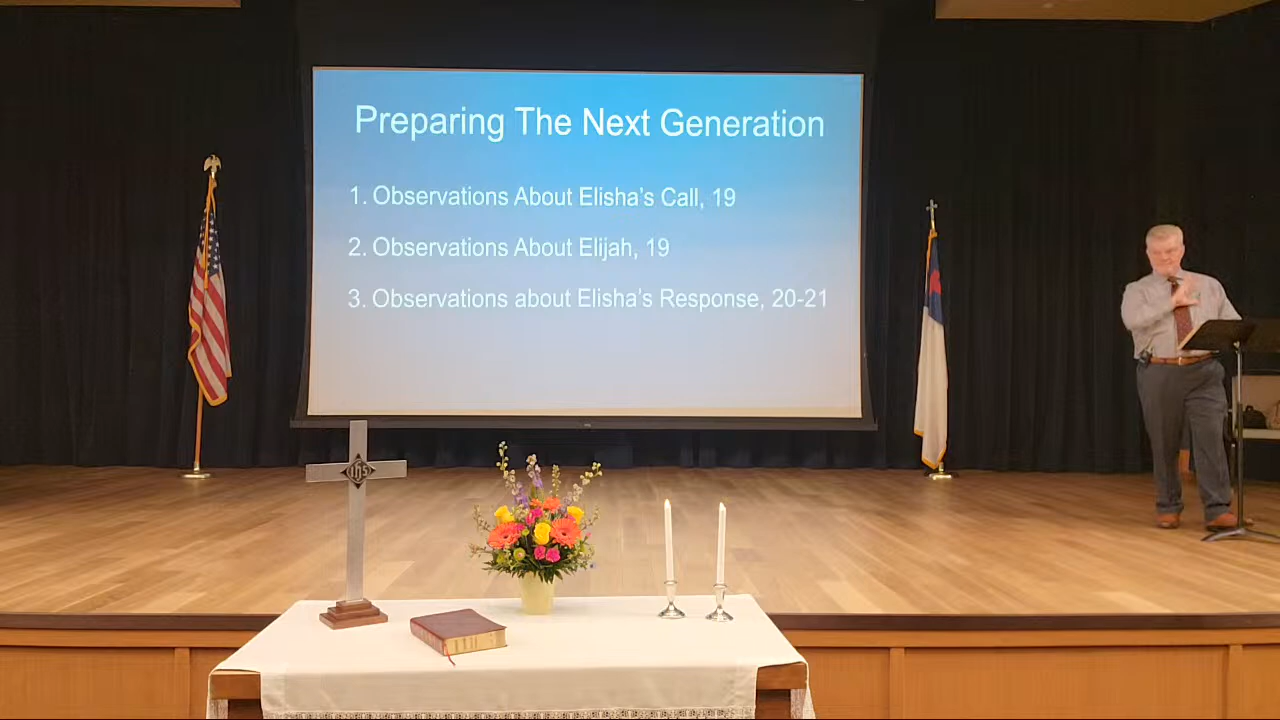 Preparing The Next Generation
1. Observations About Elisha's Call, 19
2. Observations About Elijah, 19
3. Observations about Elisha's Response, 20-21
IHS